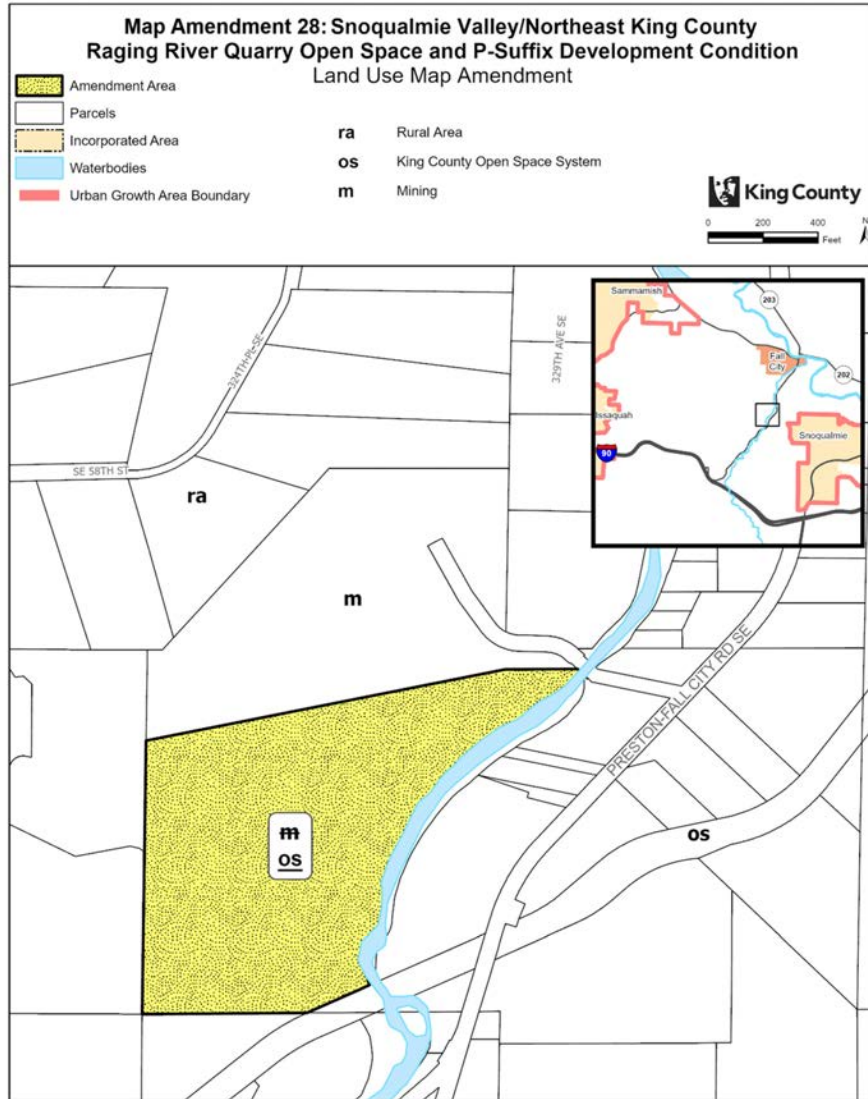 Map Amendment 28: Snoqualmie Valley/Northeast King County
Raging River Quarry Open Space and P-Suffix Development Condition
Land Use Map Amendment
Amendment Area
Parcels
Incorporated Area
Waterbodies
Urban Growth Area Boundary
ra Rural Area
os King County Open Space System
m Mining
King County
0 200 400
Feet
N
324TH PL SE
329TH AVE SE
SE 58TH ST
ra
m
PRESTON-FALL CITY RD SE
os
m
os
Sammamish
203
Fall
City
202
Issaquah
Snoqualmie
90